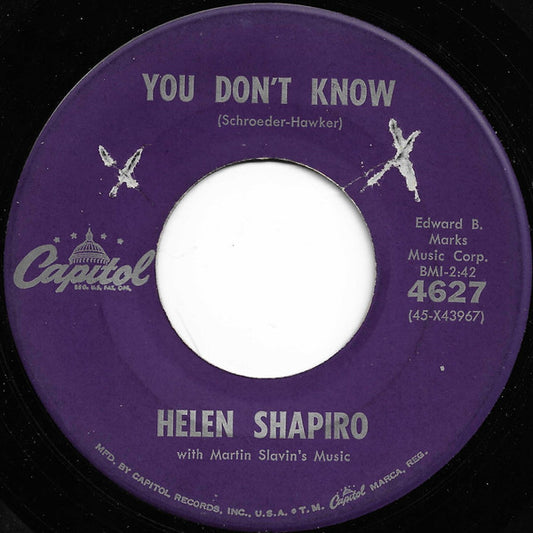 YOU DON'T KNOW
(Schroeder-Hawker)
Edward B.
Marks
Music Corp.
BMI-2:42
4627
(45-X43967)
Capitol
REG. U.S. PAT. OFF.
HELEN SHAPIRO
with Martin Slavin's Music
MFD. BY CAPITOL RECORDS, INC., U.S.A. • T.M. Capitol MARCA. REG.